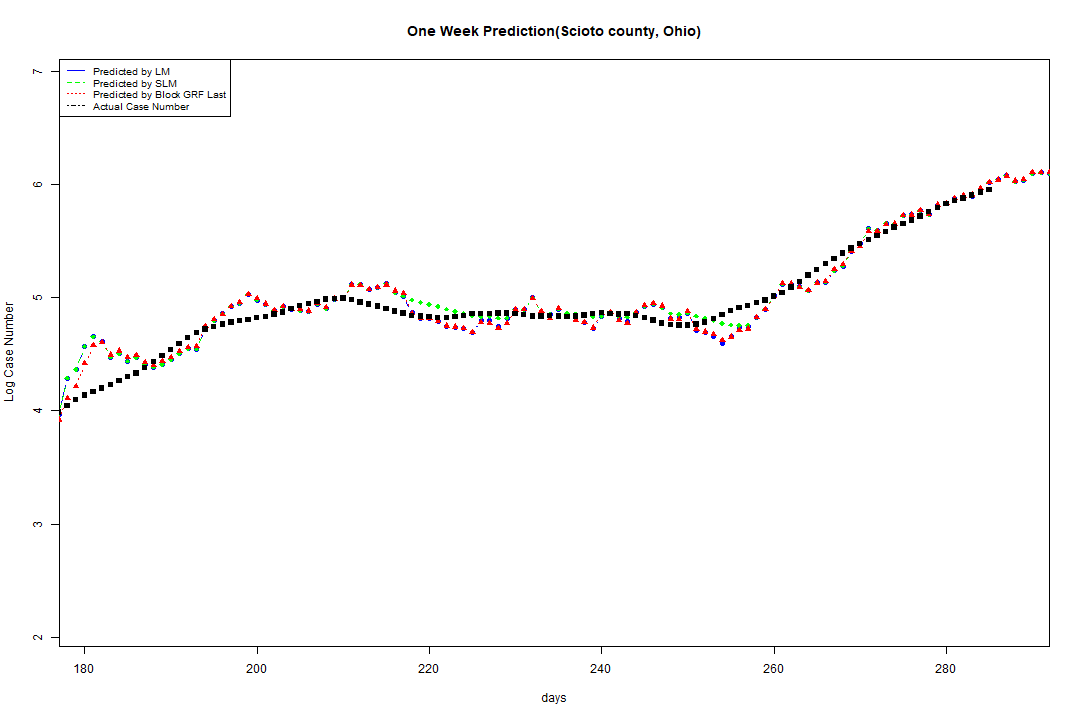 One Week Prediction(Scioto county, Ohio)
Predicted by LM
Predicted by SLM
Predicted by Block GRF Last
Actual Case Number
Log Case Number
7
6
5
4
3
2
180 200 220 240 260 280
days